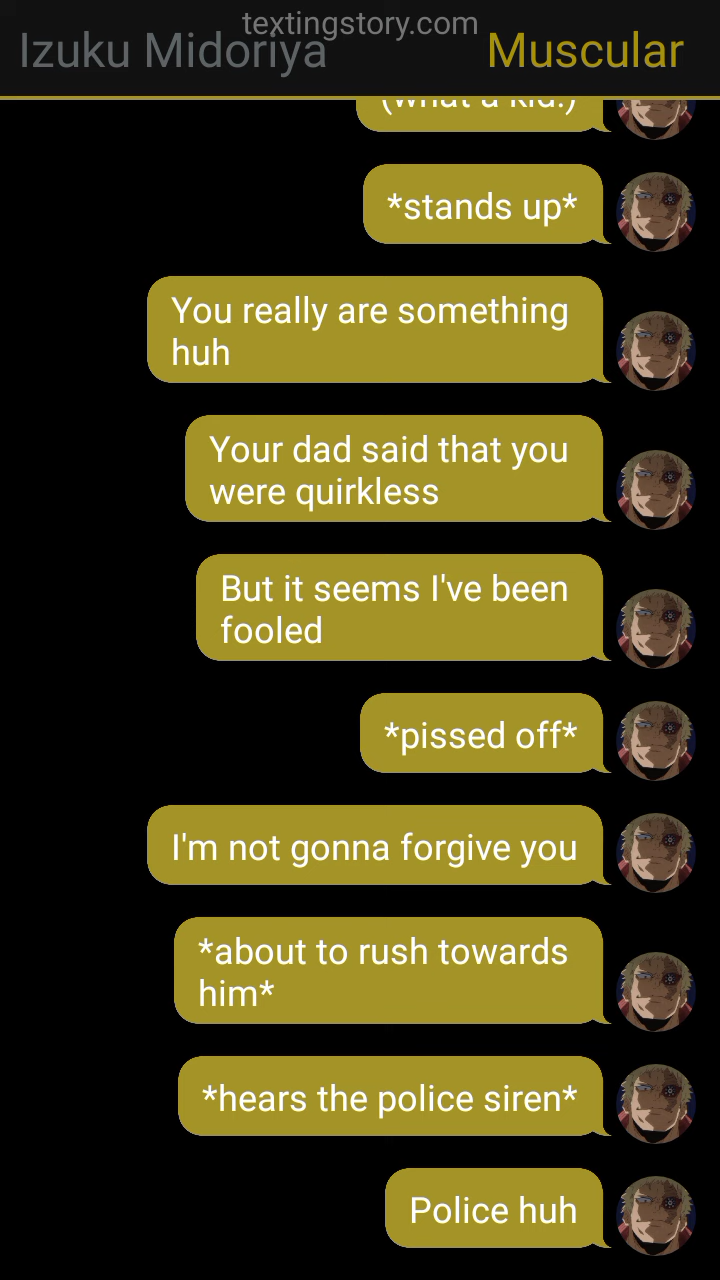 textingstory.com
Izuku Midoriya
Muscular
(what a kid.)
*stands up*
You really are something
huh
Your dad said that you
were quirkless
But it seems I've been
fooled
*pissed off*
I'm not gonna forgive you
*about to rush towards
him*
*hears the police siren*
Police huh